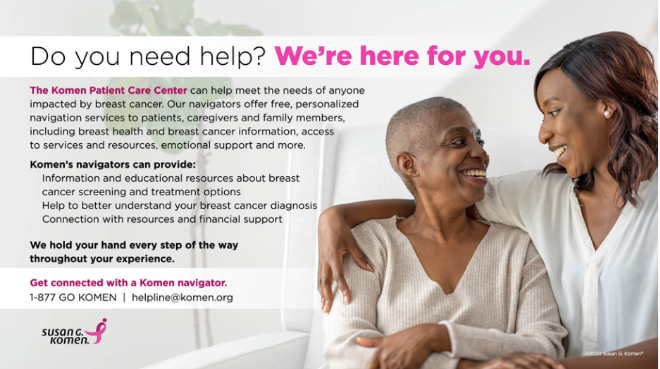 Do you need help? We're here for you.
The Komen Patient Care Center can help meet the needs of anyone
impacted by breast cancer. Our navigators offer free, personalized
navigation services to patients, caregivers and family members,
including breast health and breast cancer information, access
to services and resources, emotional support and more.
Komen's navigators can provide:
Information and educational resources about breast
cancer screening and treatment options
Help to better understand your breast cancer diagnosis
Connection with resources and financial support
We hold your hand every step of the way
throughout your experience.
Get connected with a Komen navigator.
1-877 GO KOMEN | helpline@komen.org
susan G.
komen.
©2024 Susan G. Komen®